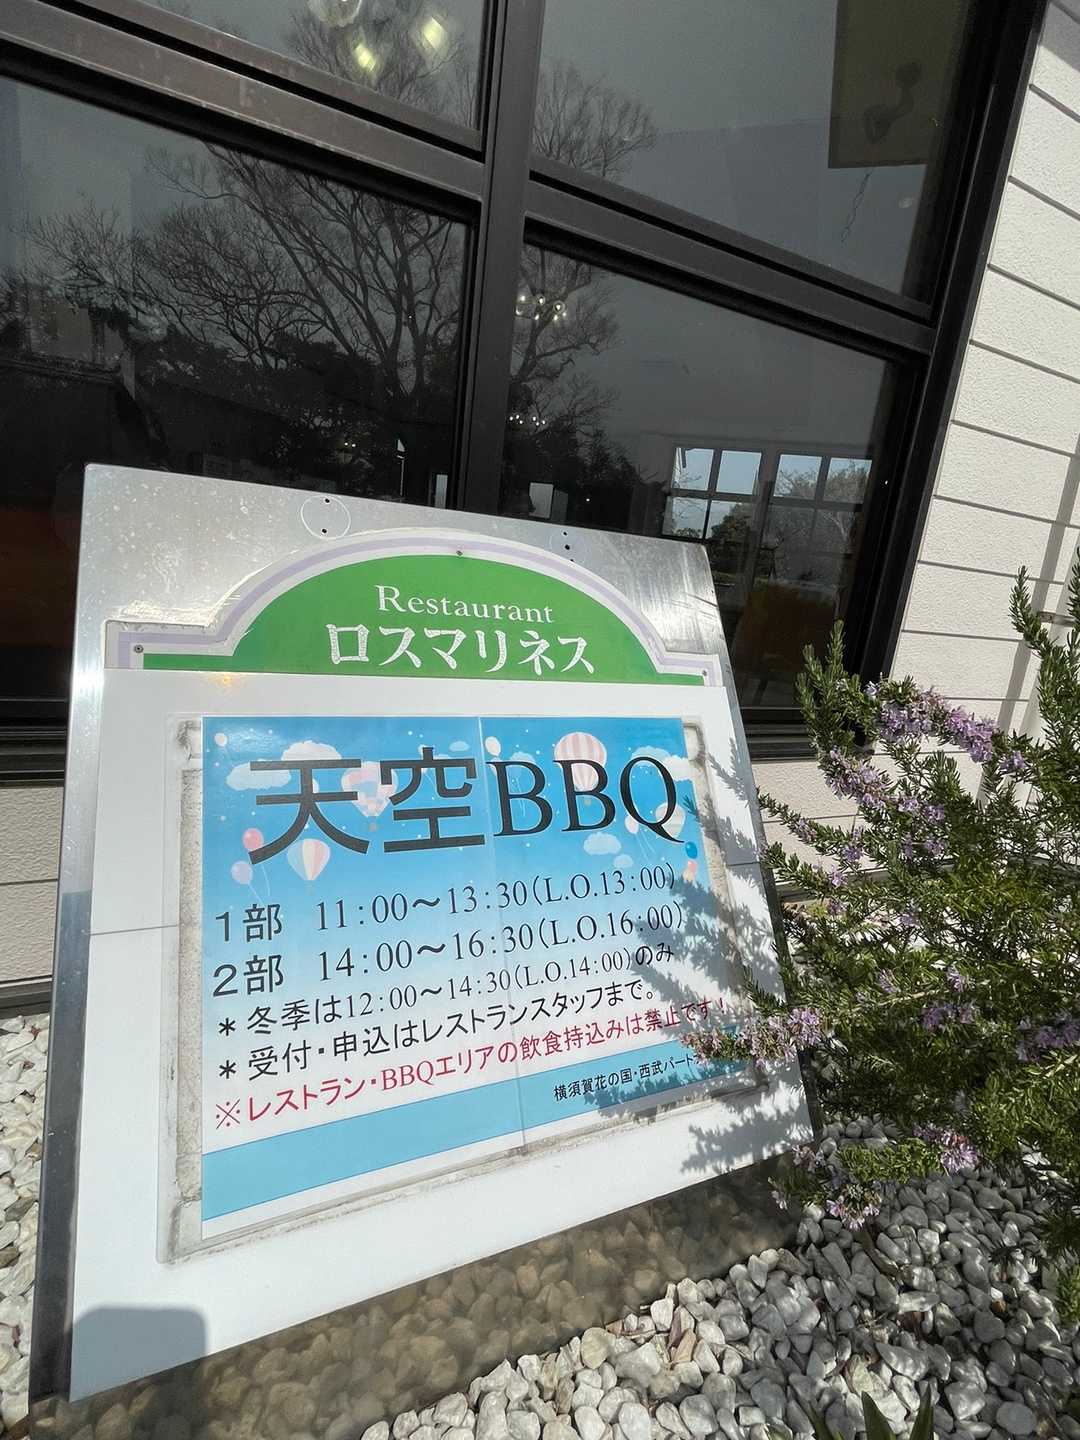 Restaurant
ロスマリネス
天空BBQ
1部 11:00～13:30(L.O.13:00)
2部 14:00～16:30(L.O.16:00)
＊冬季は12:00～14:30(L.O.14:00)のみ
＊受付・申込はレストランスタッフまで。
※レストラン・BBQエリアの飲食持込みは禁止です！
横須賀花の国・西武パート